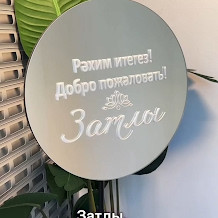 Рәхим итегез!
Добро пожаловать!
Затлы
Затлы